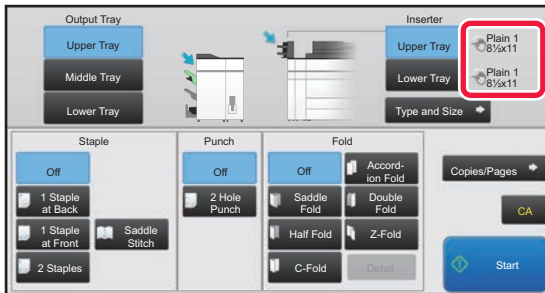 Output Tray
Inserter
Upper Tray
Upper Tray
Plain 1
8½x11
Middle Tray
Lower Tray
Plain 1
8½x11
Lower Tray
Type and Size
Staple
Punch
Fold
Off
Off
Off
Accord-
ion Fold
Copies/Pages
1 Staple
at Back
2 Hole
Punch
Saddle
Fold
Double
Fold
CA
1 Staple
at Front
Saddle
Stitch
Half Fold
Z-Fold
2 Staples
C-Fold
Detail
Start